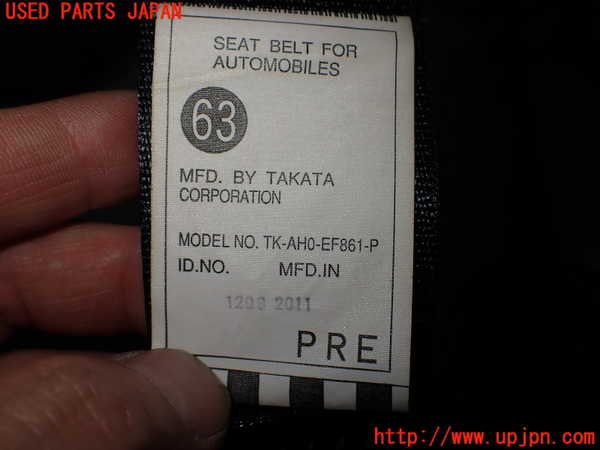 USED PARTS JAPAN
SEAT BELT FOR
AUTOMOBILES
63
MFD. BY TAKATA
CORPORATION
MODEL NO. TK-AH0-EF861-P
ID.NO. MFD.IN
2011
PRE
http://www.upjpn.com